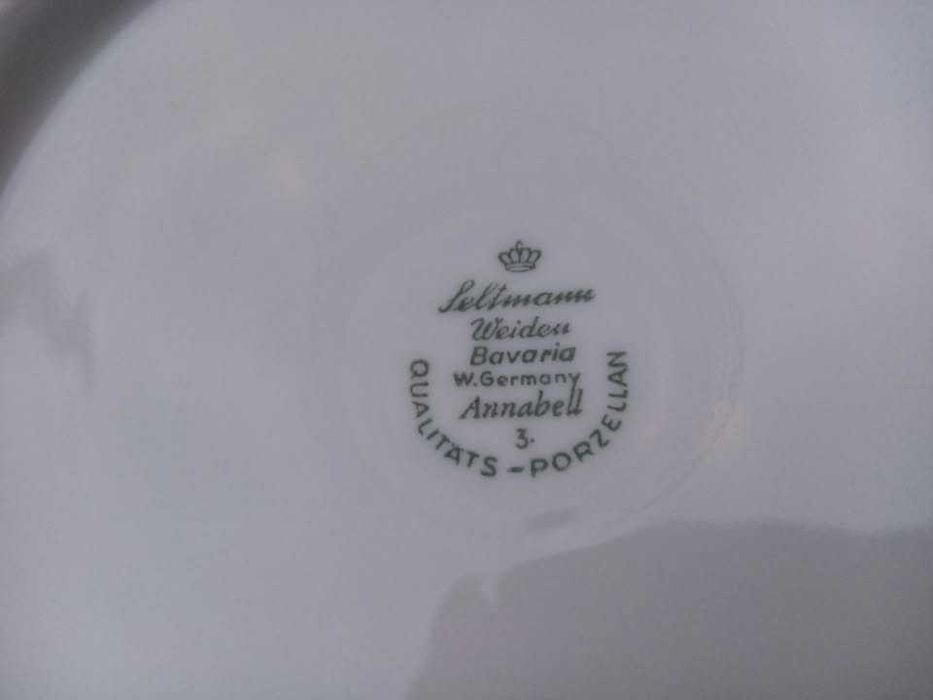 Seltmann
Weiden
Bavaria
W.Germany
Annabell
3.
QUALITÄTS-PORZELLAN